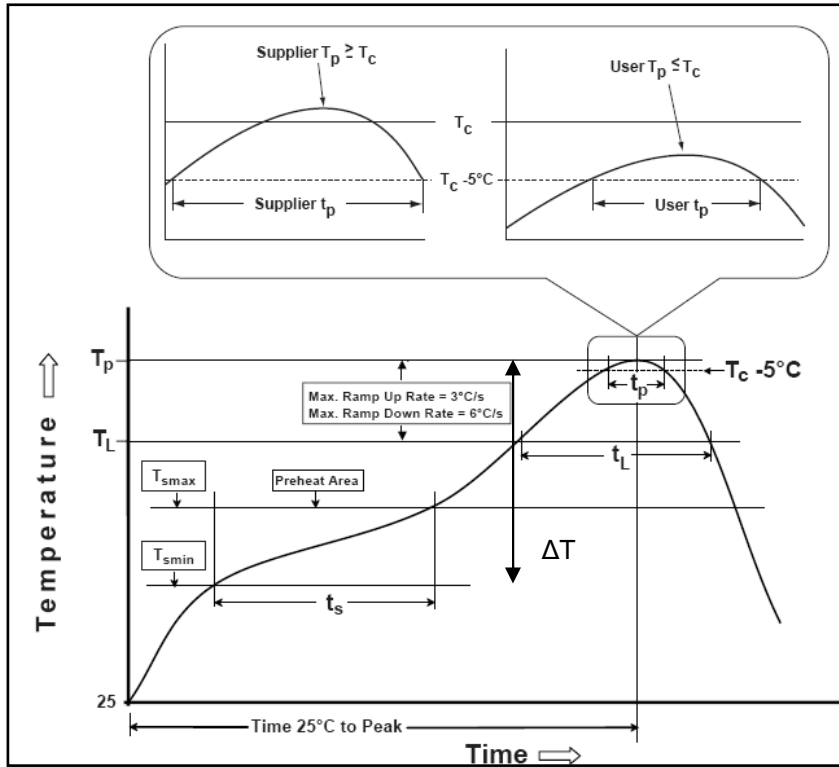 Supplier Tp ≥ Tc
User Tp ≤ Tc
Tc
Tc -5°C
Supplier tp
User tp
Tp
Tc -5°C
tp
Max. Ramp Up Rate = 3°C/s
Max. Ramp Down Rate = 6°C/s
TL
tL
Tsmax
Preheat Area
ΔT
Tsmin
ts
Temperature
25
Time 25°C to Peak
Time